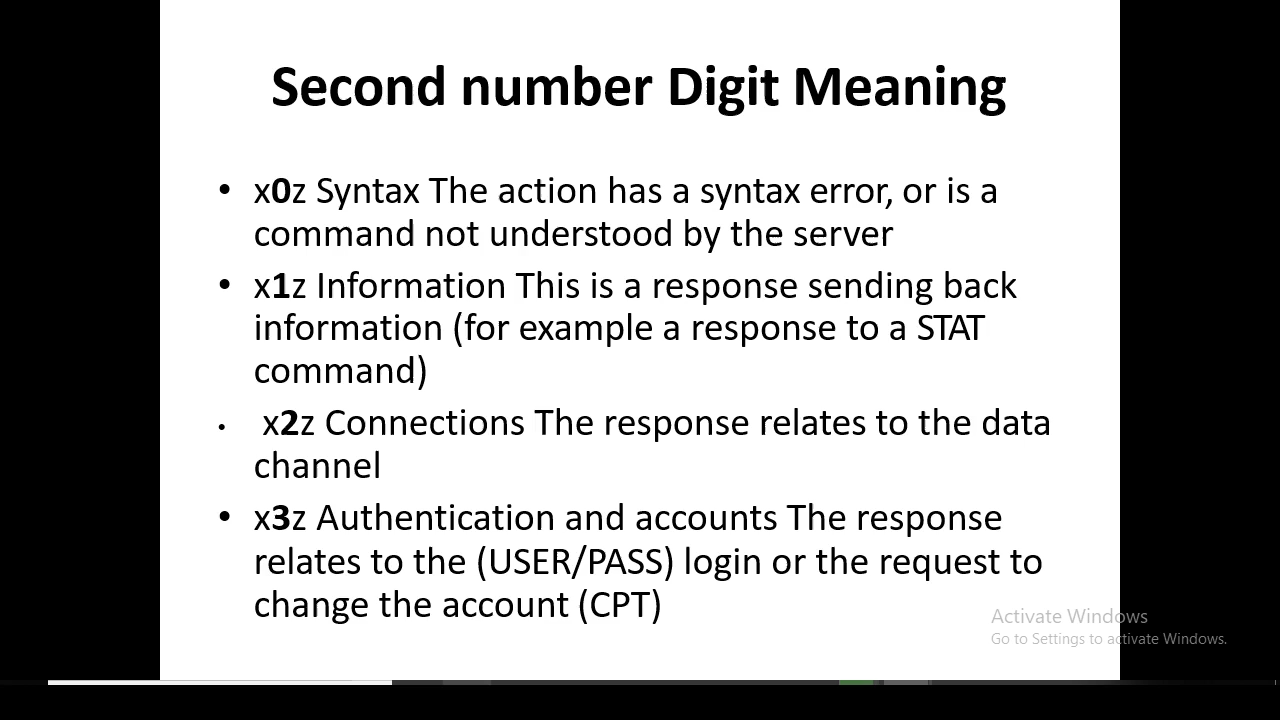 Second number Digit Meaning
• x0z Syntax The action has a syntax error, or is a
command not understood by the server
• x1z Information This is a response sending back
information (for example a response to a STAT
command)
• x2z Connections The response relates to the data
channel
• x3z Authentication and accounts The response
relates to the (USER/PASS) login or the request to
change the account (CPT)
Activate Windows
Go to Settings to activate Windows.